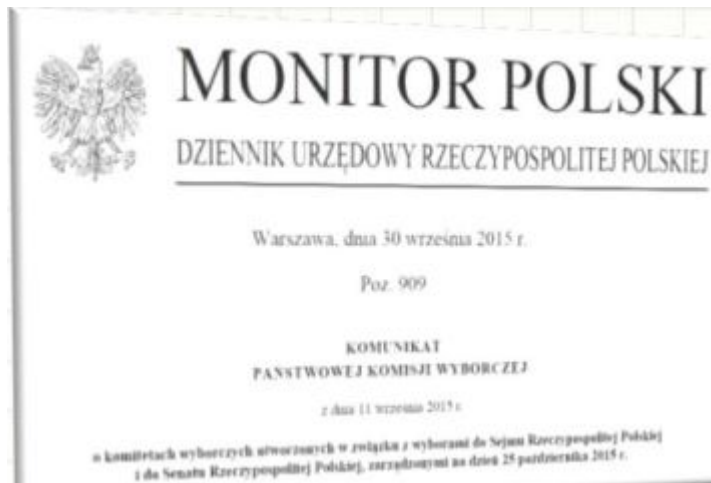 MONITOR POLSKI
DZIENNIK URZĘDOWY RZECZYPOSPOLITEJ POLSKIEJ
Warszawa, dnia 30 września 2015 r.
Poz. 909
KOMUNIKAT
PAŃSTWOWEJ KOMISJI WYBORCZEJ
z dnia 11 września 2015 r.
o komitetach wyborczych utworzonych w związku z wyborami do Sejmu Rzeczypospolitej Polskiej
i do Senatu Rzeczypospolitej Polskiej, zarządzonymi na dzień 25 października 2015 r.